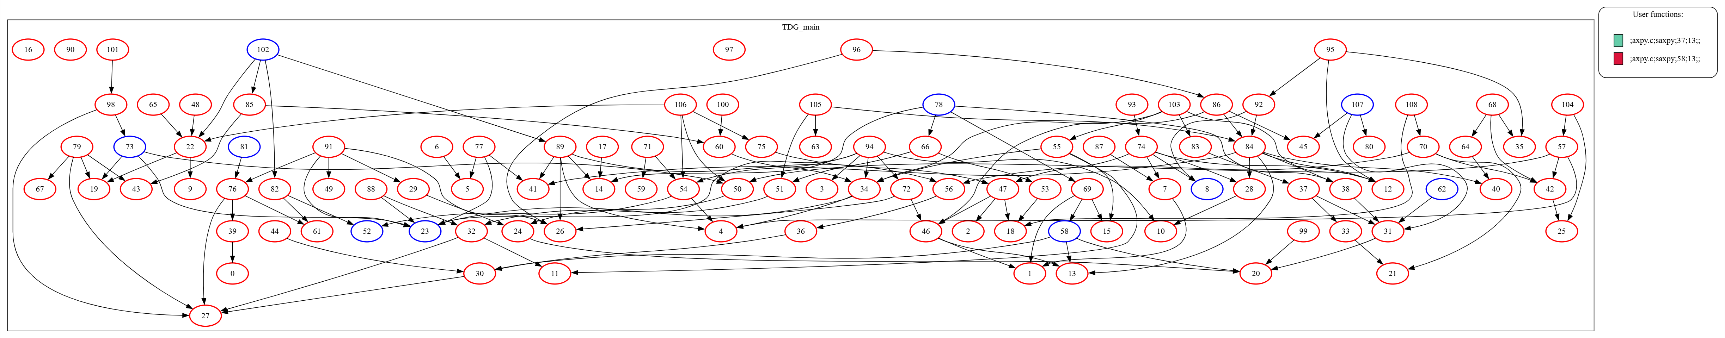 TDG main
User functions:
;axpy.c;saxpy;37;13;;
;axpy.c;saxpy;58;13;;
16 90 101 102 97 96 95
98 65 48 85 106 100 105 78 93 103 86 92 107 108 68 104
79 73 22 81 91 6 77 89 17 71 60 75 63 66 94 55 87 74 83 84 45 80 70 64 35 57
67 19 43 9 76 82 49 88 29 5 41 14 59 54 50 51 3 34 72 56 47 53 69 7 8 28 37 38 12 40 62 42
39 44 61 52 23 32 24 26 4 36 46 2 18 58 15 10 99 33 31 25
0 30 11 1 13 20 21
27